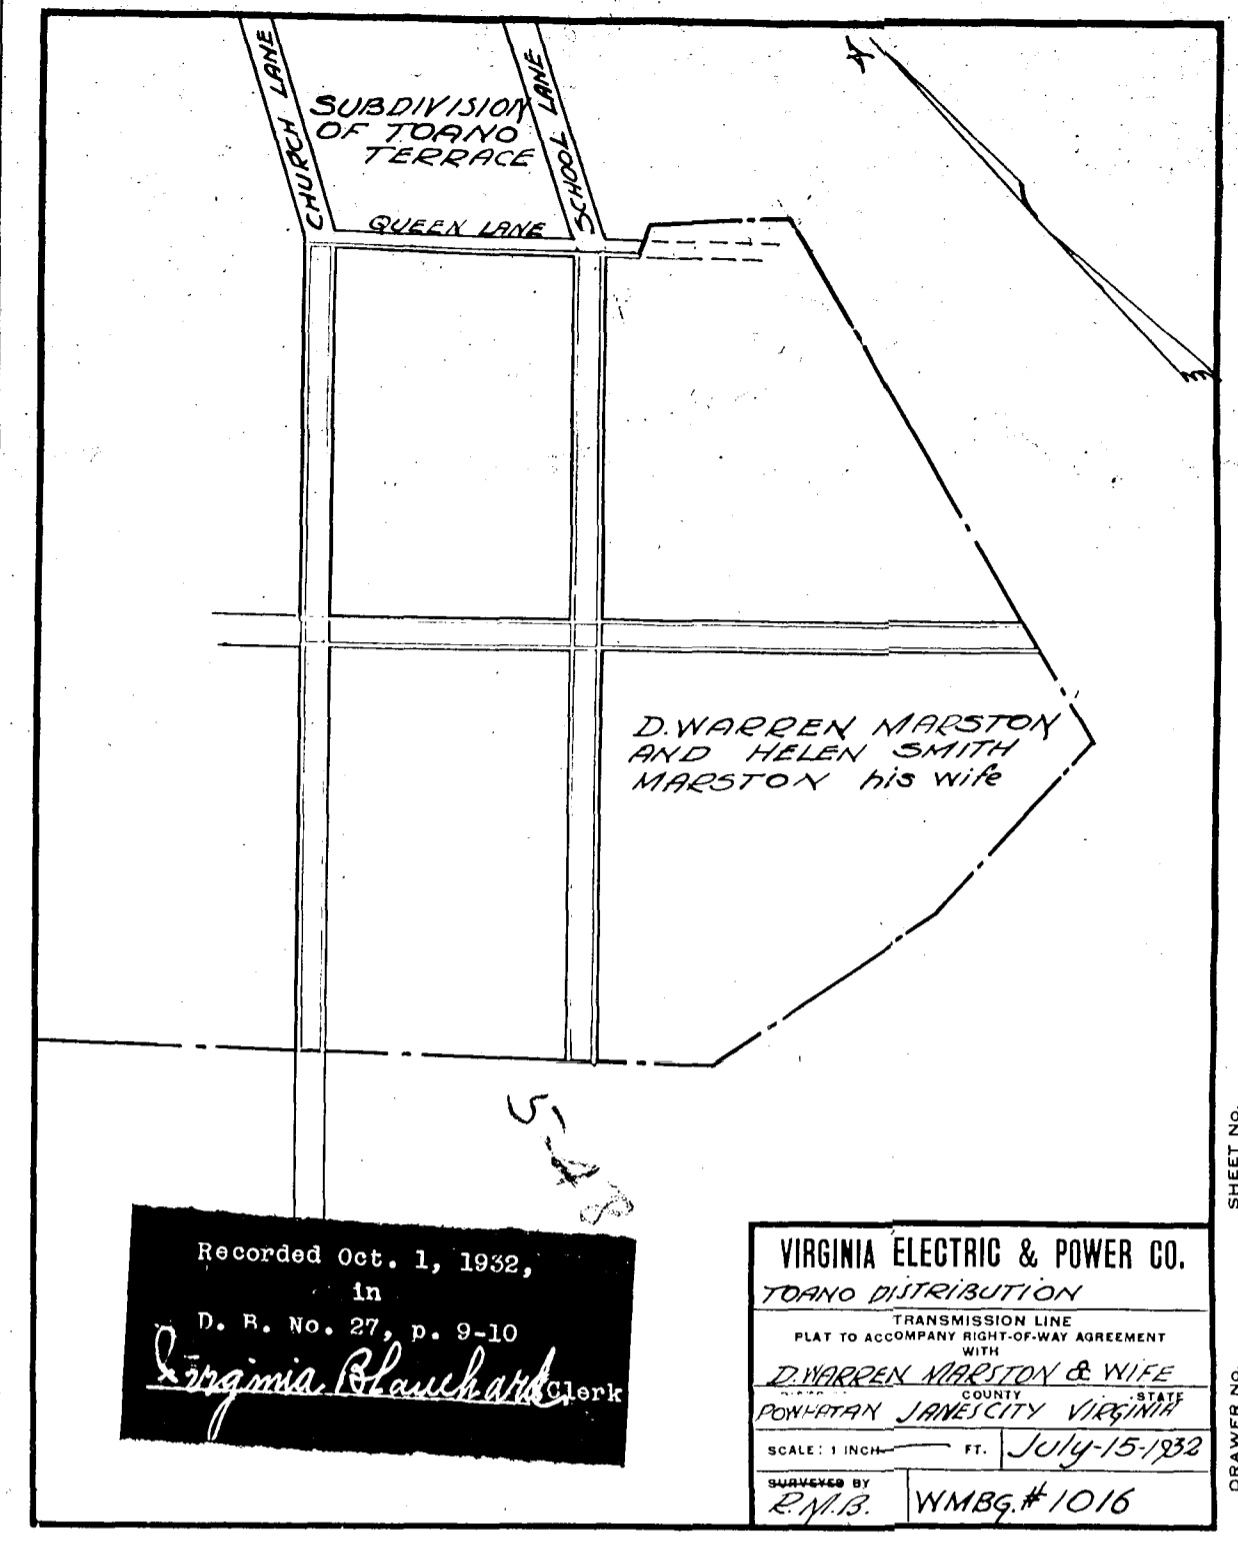 CHURCH LANE
SUBDIVISION
OF TOANO
TERRACE
SCHOOL LANE
QUEEN LANE
N
D. WARREN MARSTON
AND HELEN SMITH
MARSTON his wife
Recorded Oct. 1, 1932,
in
D. B. No. 27, p. 9-10
Virginia Blanchard Clerk
VIRGINIA ELECTRIC & POWER CO.
TOANO DISTRIBUTION
TRANSMISSION LINE
PLAT TO ACCOMPANY RIGHT-OF-WAY AGREEMENT
WITH
D. WARREN MARSTON & WIFE
COUNTY STATE
POWHATAN JAMES CITY VIRGINIA
SCALE: 1 INCH FT. July-15-1932
SURVEYED BY
R.M.B. WMBG. #1016
SHEET NO.
DRAWER NO.